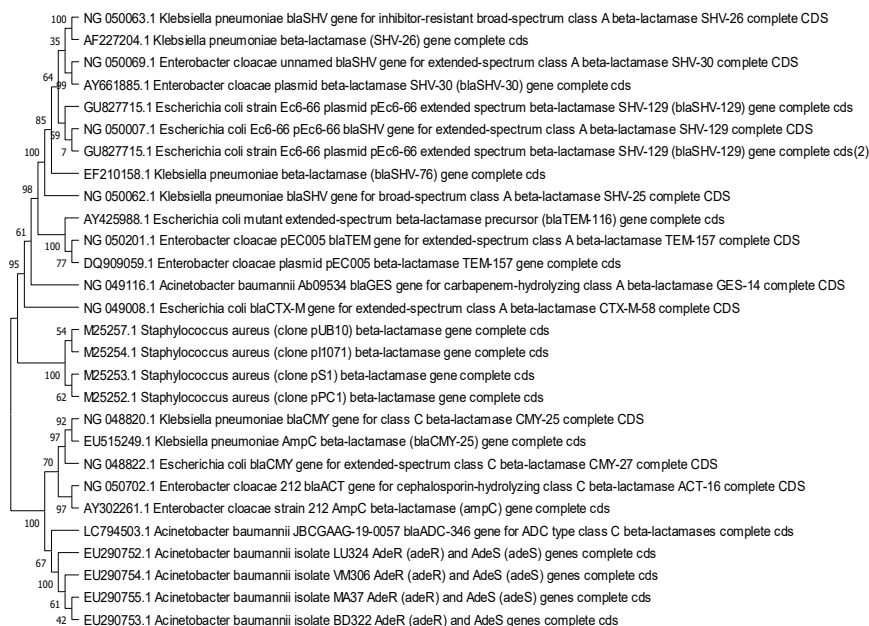 100 NG 050063.1 Klebsiella pneumoniae blaSHV gene for inhibitor-resistant broad-spectrum class A beta-lactamase SHV-26 complete CDS
35 AF227204.1 Klebsiella pneumoniae beta-lactamase (SHV-26) gene complete cds
NG 050069.1 Enterobacter cloacae unnamed blaSHV gene for extended-spectrum class A beta-lactamase SHV-30 complete CDS
64 99 AY661885.1 Enterobacter cloacae plasmid beta-lactamase SHV-30 (blaSHV-30) gene complete cds
GU827715.1 Escherichia coli strain Ec6-66 plasmid pEc6-66 extended spectrum beta-lactamase SHV-129 (blaSHV-129) gene complete cds
85 59 NG 050007.1 Escherichia coli Ec6-66 pEc6-66 blaSHV gene for extended-spectrum class A beta-lactamase SHV-129 complete CDS
100 7 GU827715.1 Escherichia coli strain Ec6-66 plasmid pEc6-66 extended spectrum beta-lactamase SHV-129 (blaSHV-129) gene complete cds(2)
EF210158.1 Klebsiella pneumoniae beta-lactamase (blaSHV-76) gene complete cds
98 NG 050062.1 Klebsiella pneumoniae blaSHV gene for broad-spectrum class A beta-lactamase SHV-25 complete CDS
AY425988.1 Escherichia coli mutant extended-spectrum beta-lactamase precursor (blaTEM-116) gene complete cds
61 100 NG 050201.1 Enterobacter cloacae pEC005 blaTEM gene for extended-spectrum class A beta-lactamase TEM-157 complete CDS
95 77 DQ909059.1 Enterobacter cloacae plasmid pEC005 beta-lactamase TEM-157 gene complete cds
NG 049116.1 Acinetobacter baumannii Ab09534 blaGES gene for carbapenem-hydrolyzing class A beta-lactamase GES-14 complete CDS
NG 049008.1 Escherichia coli blaCTX-M gene for extended-spectrum class A beta-lactamase CTX-M-58 complete CDS
54 M25257.1 Staphylococcus aureus (clone pUB10) beta-lactamase gene complete cds
M25254.1 Staphylococcus aureus (clone pI1071) beta-lactamase gene complete cds
100 M25253.1 Staphylococcus aureus (clone pS1) beta-lactamase gene complete cds
62 M25252.1 Staphylococcus aureus (clone pPC1) beta-lactamase gene complete cds
92 NG 048820.1 Klebsiella pneumoniae blaCMY gene for class C beta-lactamase CMY-25 complete CDS
97 EU515249.1 Klebsiella pneumoniae AmpC beta-lactamase (blaCMY-25) gene complete cds
70 NG 048822.1 Escherichia coli blaCMY gene for extended-spectrum class C beta-lactamase CMY-27 complete CDS
NG 050702.1 Enterobacter cloacae 212 blaACT gene for cephalosporin-hydrolyzing class C beta-lactamase ACT-16 complete CDS
97 AY302261.1 Enterobacter cloacae strain 212 AmpC beta-lactamase (ampC) gene complete cds
100 LC794503.1 Acinetobacter baumannii JBCGAAG-19-0057 blaADC-346 gene for ADC type class C beta-lactamases complete cds
67 EU290752.1 Acinetobacter baumannii isolate LU324 AdeR (adeR) and AdeS (adeS) genes complete cds
100 EU290754.1 Acinetobacter baumannii isolate VM306 AdeR (adeR) and AdeS (adeS) genes complete cds
61 EU290755.1 Acinetobacter baumannii isolate MA37 AdeR (adeR) and AdeS (adeS) genes complete cds
42 EU290753.1 Acinetobacter baumannii isolate BD322 AdeR (adeR) and AdeS genes complete cds